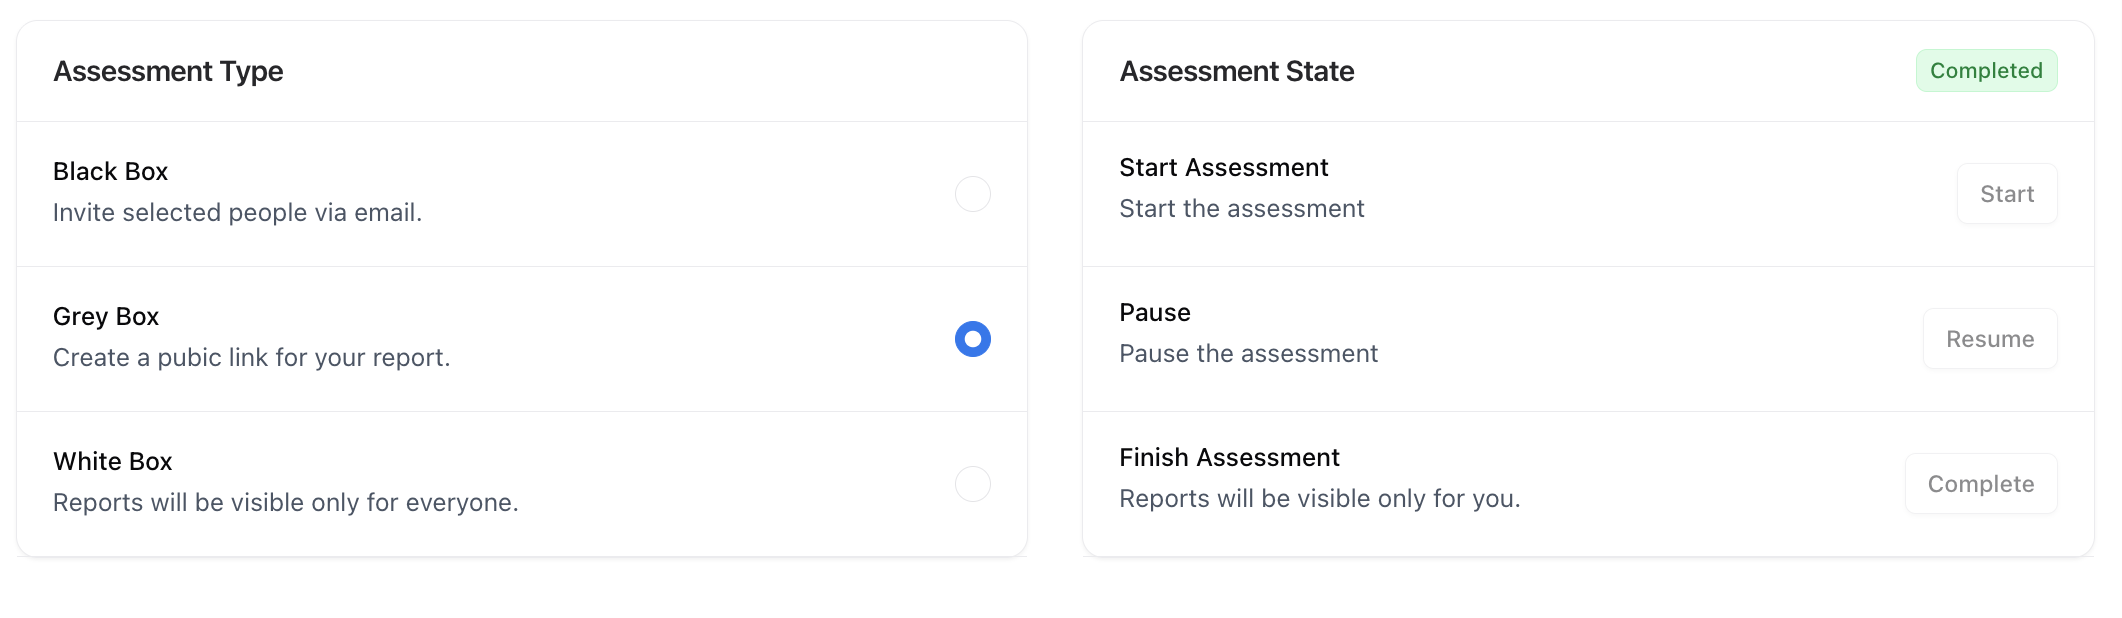 Assessment Type
Black Box
Invite selected people via email.
Grey Box
Create a pubic link for your report.
White Box
Reports will be visible only for everyone.
Assessment State
Completed
Start Assessment
Start the assessment
Start
Pause
Pause the assessment
Resume
Finish Assessment
Reports will be visible only for you.
Complete